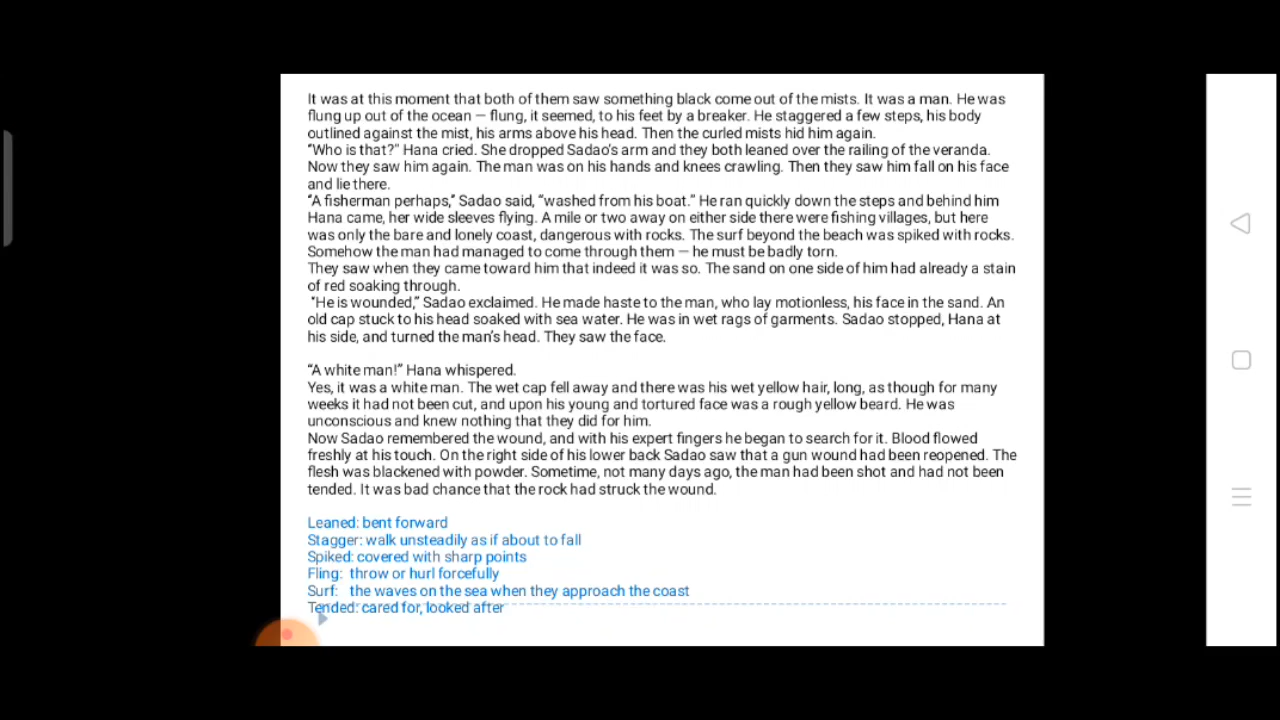 It was at this moment that both of them saw something black come out of the mists. It was a man. He was
flung up out of the ocean — flung, it seemed, to his feet by a breaker. He staggered a few steps, his body
outlined against the mist, his arms above his head. Then the curled mists hid him again.
“Who is that?” Hana cried. She dropped Sadao’s arm and they both leaned over the railing of the veranda.
Now they saw him again. The man was on his hands and knees crawling. Then they saw him fall on his face
and lie there.
“A fisherman perhaps,” Sadao said, “washed from his boat.” He ran quickly down the steps and behind him
Hana came, her wide sleeves flying. A mile or two away on either side there were fishing villages, but here
was only the bare and lonely coast, dangerous with rocks. The surf beyond the beach was spiked with rocks.
Somehow the man had managed to come through them — he must be badly torn.
They saw when they came toward him that indeed it was so. The sand on one side of him had already a stain
of red soaking through.
“He is wounded,” Sadao exclaimed. He made haste to the man, who lay motionless, his face in the sand. An
old cap stuck to his head soaked with sea water. He was in wet rags of garments. Sadao stopped, Hana at
his side, and turned the man’s head. They saw the face.
“A white man!” Hana whispered.
Yes, it was a white man. The wet cap fell away and there was his wet yellow hair, long, as though for many
weeks it had not been cut, and upon his young and tortured face was a rough yellow beard. He was
unconscious and knew nothing that they did for him.
Now Sadao remembered the wound, and with his expert fingers he began to search for it. Blood flowed
freshly at his touch. On the right side of his lower back Sadao saw that a gun wound had been reopened. The
flesh was blackened with powder. Sometime, not many days ago, the man had been shot and had not been
tended. It was bad chance that the rock had struck the wound.
Leaned: bent forward
Stagger: walk unsteadily as if about to fall
Spiked: covered with sharp points
Fling: throw or hurl forcefully
Surf: the waves on the sea when they approach the coast
Tended: cared for, looked after